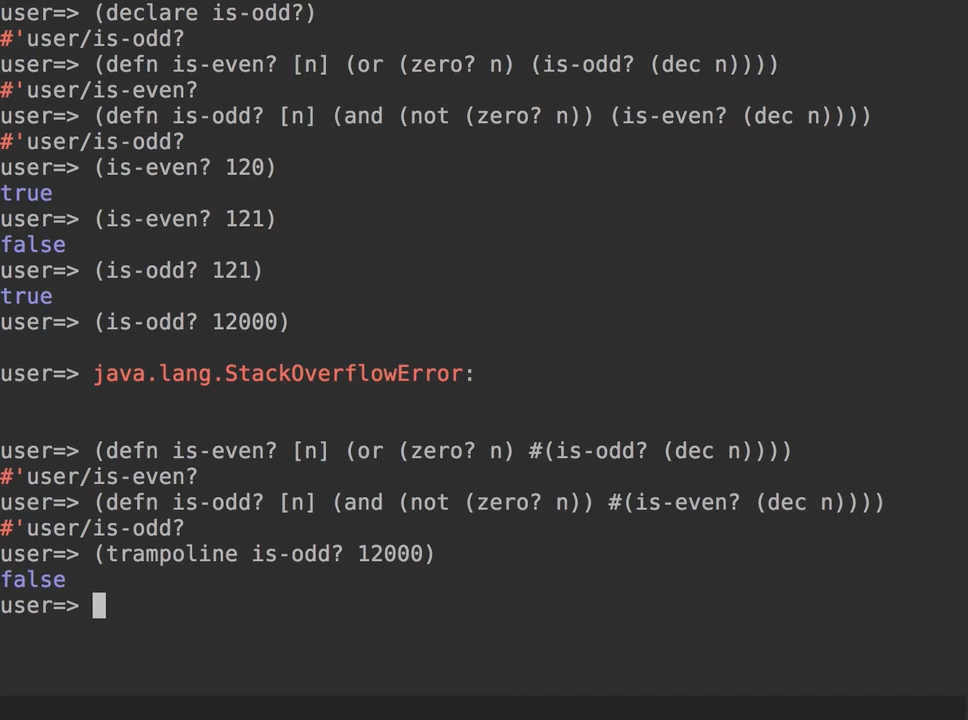 user=> (declare is-odd?)
#'user/is-odd?
user=> (defn is-even? [n] (or (zero? n) (is-odd? (dec n))))
#'user/is-even?
user=> (defn is-odd? [n] (and (not (zero? n)) (is-even? (dec n))))
#'user/is-odd?
user=> (is-even? 120)
true
user=> (is-even? 121)
false
user=> (is-odd? 121)
true
user=> (is-odd? 12000)
user=> java.lang.StackOverflowError:
user=> (defn is-even? [n] (or (zero? n) #(is-odd? (dec n))))
#'user/is-even?
user=> (defn is-odd? [n] (and (not (zero? n)) #(is-even? (dec n))))
#'user/is-odd?
user=> (trampoline is-odd? 12000)
false
user=>